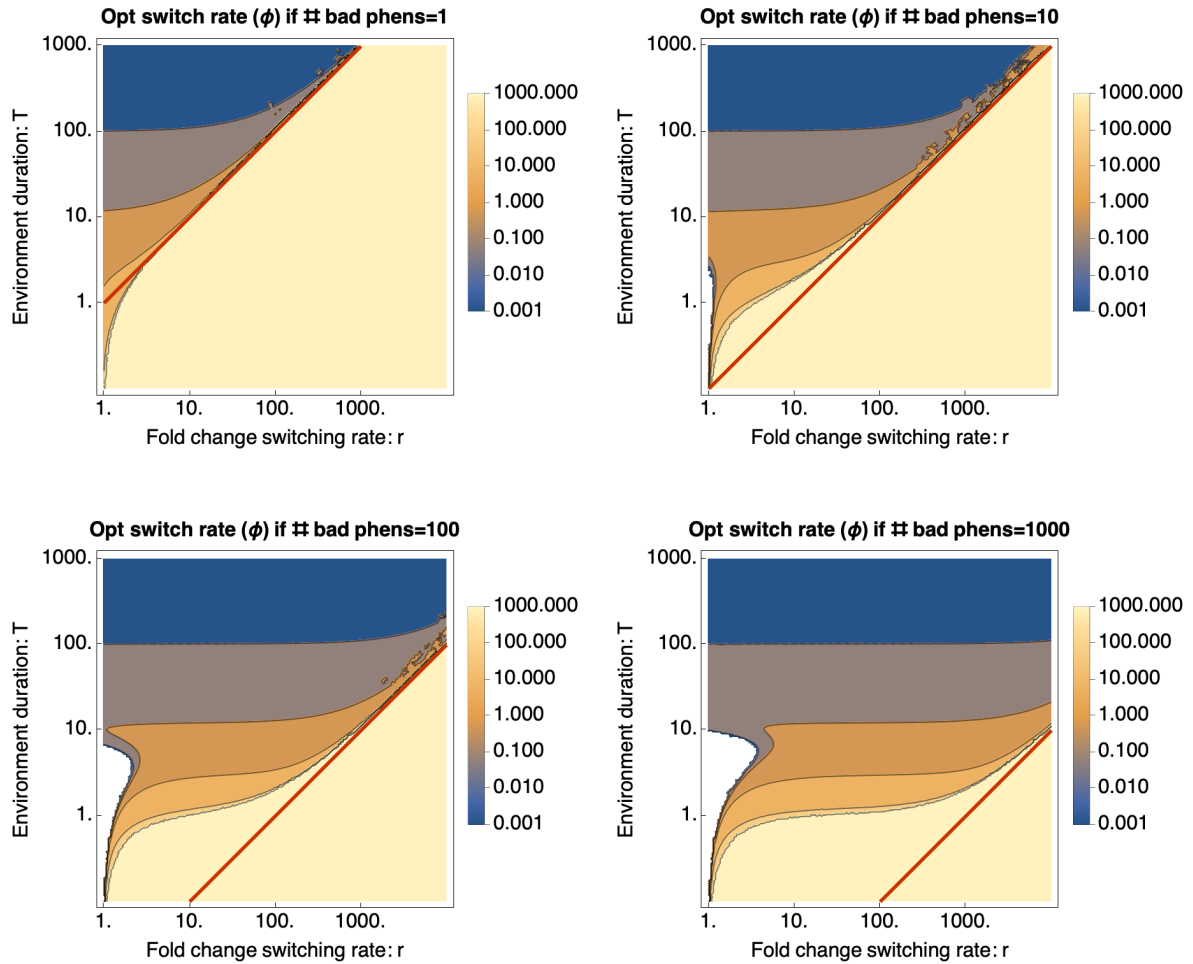 Opt switch rate (ϕ) if # bad phens=1
1000.
100.
10.
1.
Environment duration: T
1. 10. 100. 1000.
Fold change switching rate: r
1000.000
100.000
10.000
1.000
0.100
0.010
0.001
Opt switch rate (ϕ) if # bad phens=10
1000.
100.
10.
1.
Environment duration: T
1. 10. 100. 1000.
Fold change switching rate: r
1000.000
100.000
10.000
1.000
0.100
0.010
0.001
Opt switch rate (ϕ) if # bad phens=100
1000.
100.
10.
1.
Environment duration: T
1. 10. 100. 1000.
Fold change switching rate: r
1000.000
100.000
10.000
1.000
0.100
0.010
0.001
Opt switch rate (ϕ) if # bad phens=1000
1000.
100.
10.
1.
Environment duration: T
1. 10. 100. 1000.
Fold change switching rate: r
1000.000
100.000
10.000
1.000
0.100
0.010
0.001